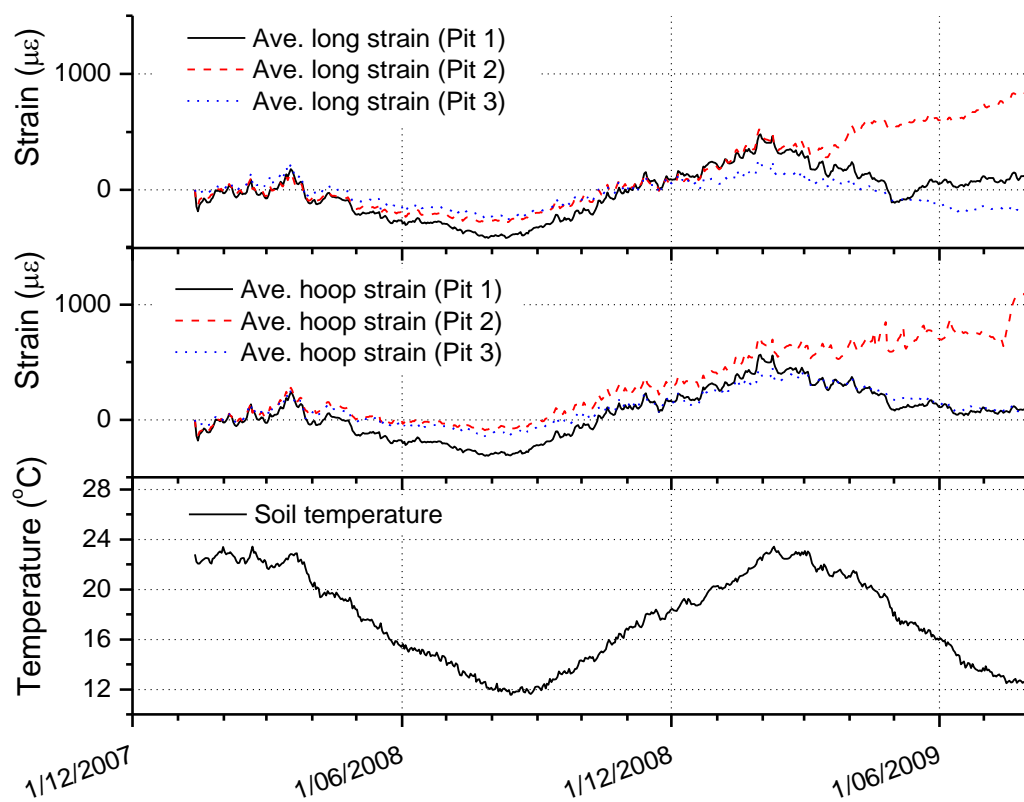 Strain (με)
1000
0
Ave. long strain (Pit 1)
Ave. long strain (Pit 2)
Ave. long strain (Pit 3)
Strain (με)
1000
0
Ave. hoop strain (Pit 1)
Ave. hoop strain (Pit 2)
Ave. hoop strain (Pit 3)
Temperature (°C)
28
24
20
16
12
Soil temperature
1/12/2007
1/06/2008
1/12/2008
1/06/2009